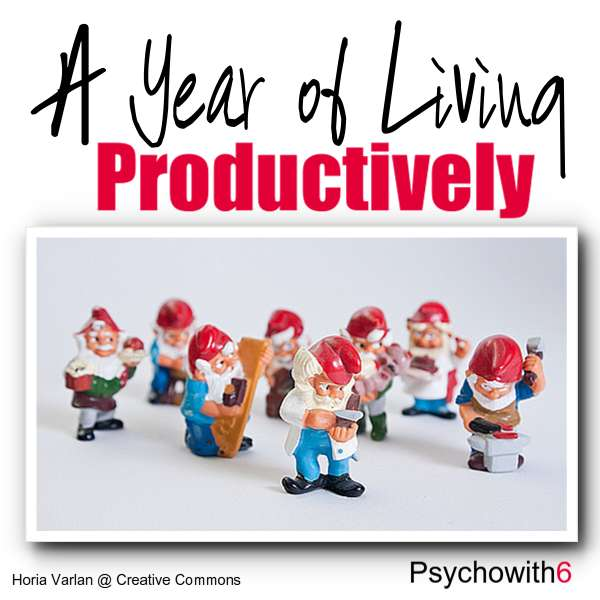 A Year of Living
Productively
Horia Varlan @ Creative Commons
Psychowith6